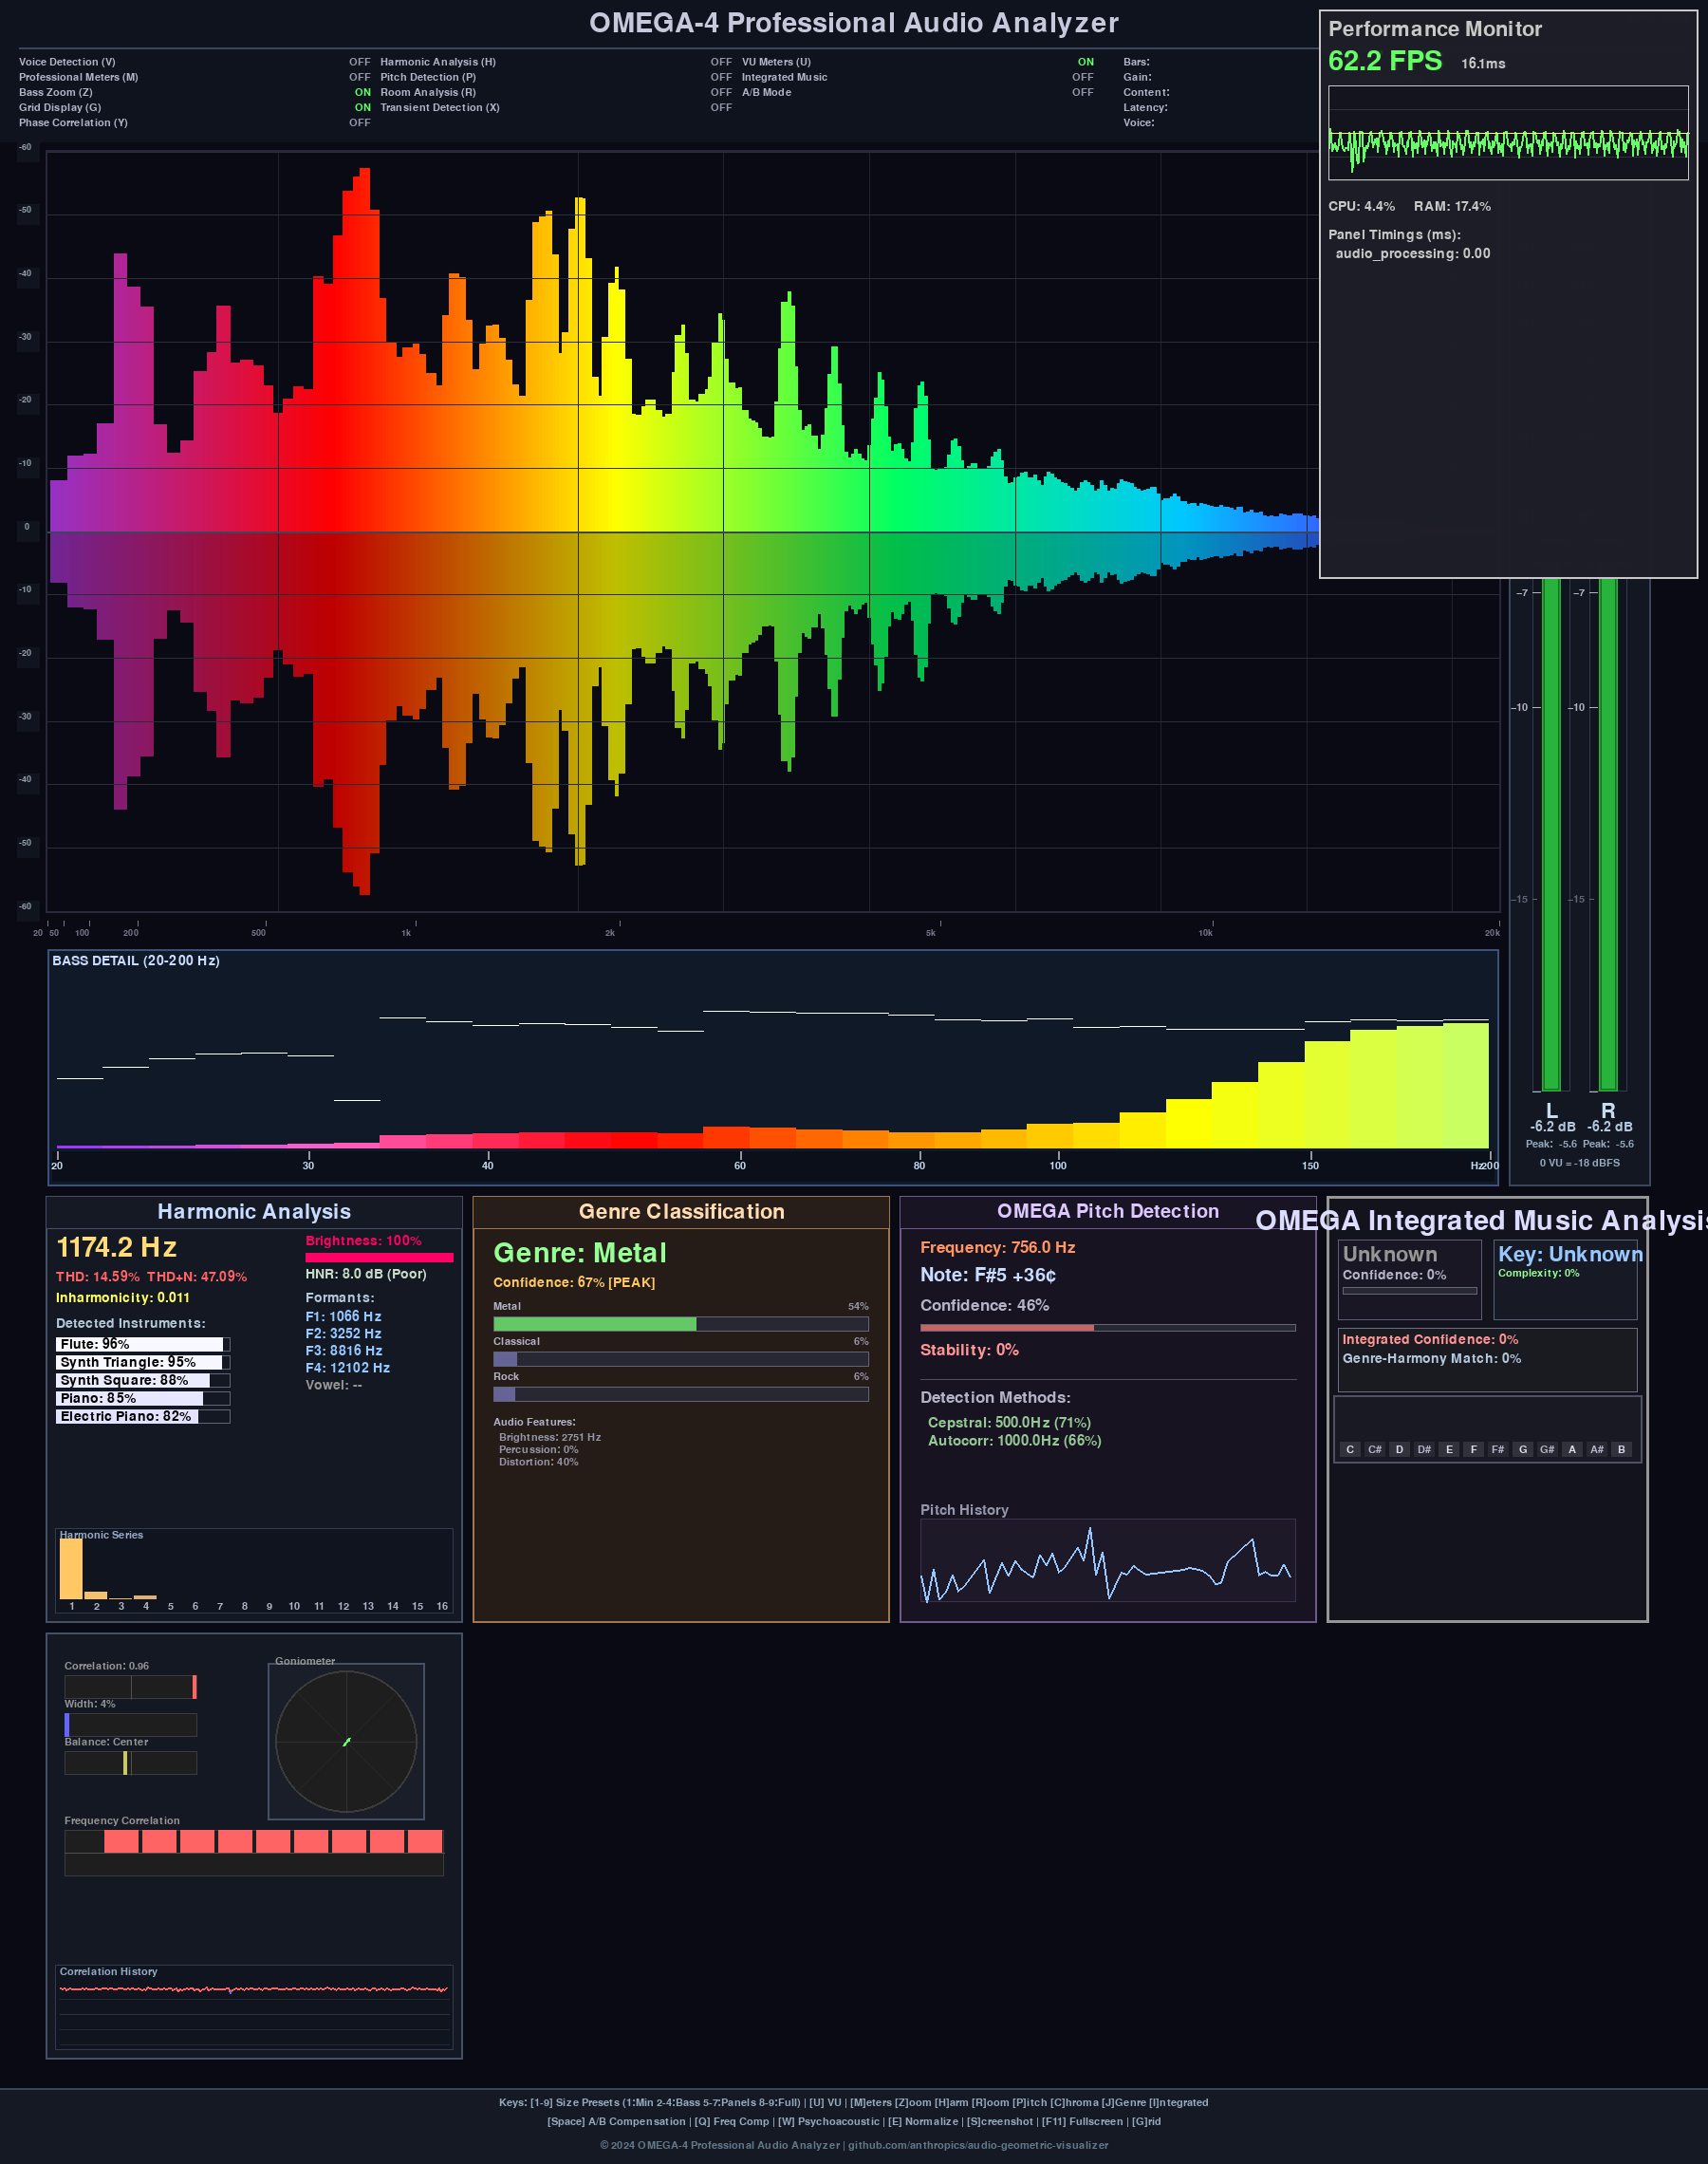 OMEGA-4 Professional Audio Analyzer
Voice Detection (V) OFF Harmonic Analysis (H) OFF VU Meters (U) ON Bars:
Professional Meters (M) OFF Pitch Detection (P) OFF Integrated Music OFF Gain:
Bass Zoom (Z) ON Room Analysis (R) OFF A/B Mode OFF Content:
Grid Display (G) ON Transient Detection (X) OFF Latency:
Phase Correlation (Y) OFF Voice:
Performance Monitor
62.2 FPS 16.1ms
CPU: 4.4% RAM: 17.4%
Panel Timings (ms):
audio_processing: 0.00
-60
-50
-40
-30
-20
-10
0
-10
-20
-30
-40
-50
-60
20 50 100 200 500 1k 2k 5k 10k 20k
-7 -7
-10 -10
-15 -15
L R
-6.2 dB -6.2 dB
Peak: -5.6 Peak: -5.6
0 VU = -18 dBFS
BASS DETAIL (20-200 Hz)
20 30 40 60 80 100 150 Hz200
Harmonic Analysis
1174.2 Hz
THD: 14.59% THD+N: 47.09%
Inharmonicity: 0.011
Detected Instruments:
Flute: 96%
Synth Triangle: 95%
Synth Square: 88%
Piano: 85%
Electric Piano: 82%
Brightness: 100%
HNR: 8.0 dB (Poor)
Formants:
F1: 1066 Hz
F2: 3252 Hz
F3: 8816 Hz
F4: 12102 Hz
Vowel: --
Harmonic Series
1 2 3 4 5 6 7 8 9 10 11 12 13 14 15 16
Genre Classification
Genre: Metal
Confidence: 67% [PEAK]
Metal 54%
Classical 6%
Rock 6%
Audio Features:
Brightness: 2751 Hz
Percussion: 0%
Distortion: 40%
OMEGA Pitch Detection
Frequency: 756.0 Hz
Note: F#5 +36¢
Confidence: 46%
Stability: 0%
Detection Methods:
Cepstral: 500.0Hz (71%)
Autocorr: 1000.0Hz (66%)
Pitch History
OMEGA Integrated Music Analysis
Unknown
Confidence: 0%
Key: Unknown
Complexity: 0%
Integrated Confidence: 0%
Genre-Harmony Match: 0%
C C# D D# E F F# G G# A A# B
Correlation: 0.96
Width: 4%
Balance: Center
Goniometer
Frequency Correlation
Correlation History
Keys: [1-9] Size Presets (1:Min 2-4:Bass 5-7:Panels 8-9:Full) | [U] VU | [M]eters [Z]oom [H]arm [R]oom [P]itch [C]hroma [J]Genre [I]ntegrated
[Space] A/B Compensation | [Q] Freq Comp | [W] Psychoacoustic | [E] Normalize | [S]creenshot | [F11] Fullscreen | [G]rid
© 2024 OMEGA-4 Professional Audio Analyzer | github.com/anthropics/audio-geometric-visualizer